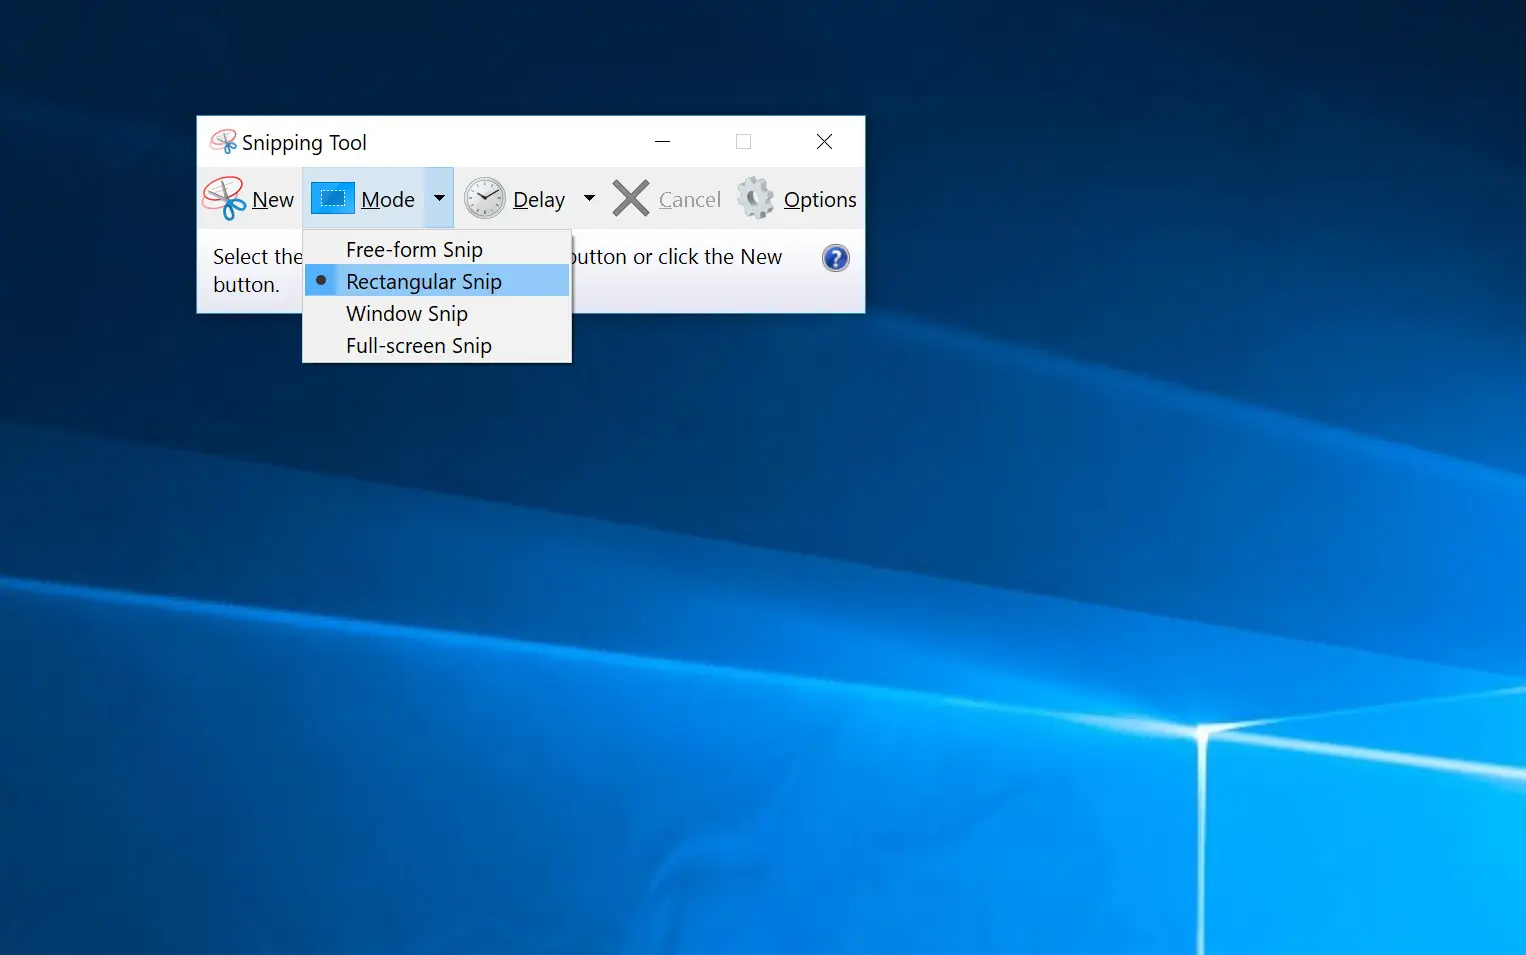 Snipping Tool
New Mode Delay Cancel Options
Select the button or click the New
button.
Free-form Snip
Rectangular Snip
Window Snip
Full-screen Snip